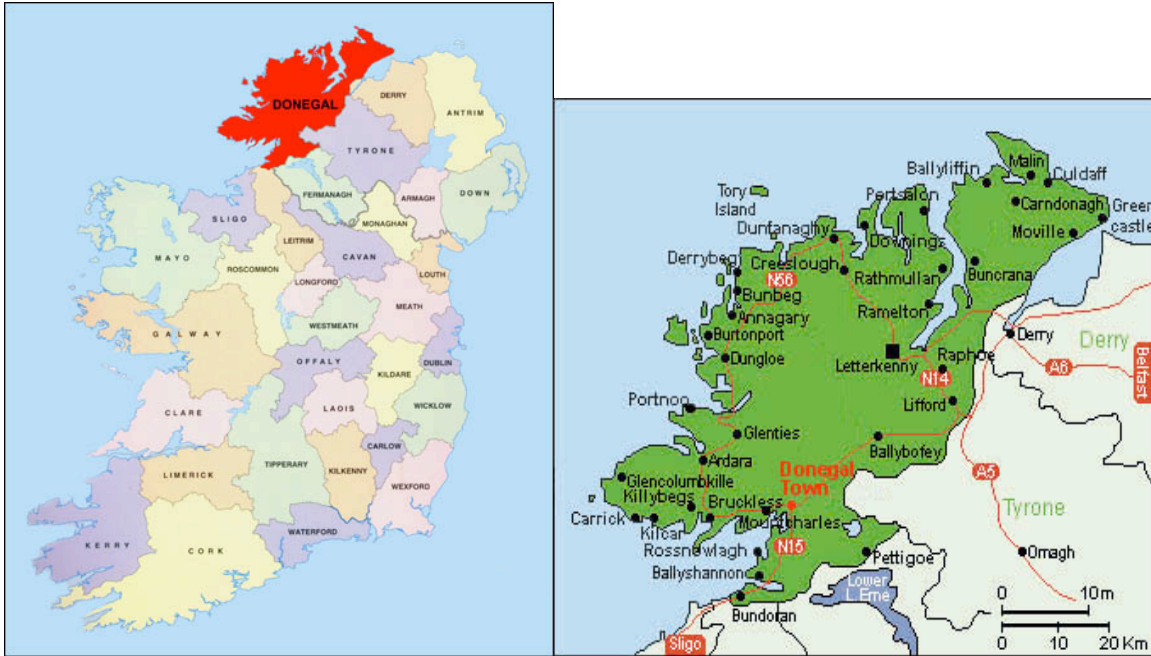 DONEGAL
DERRY
ANTRIM
TYRONE
FERMANAGH
ARMAGH
DOWN
MONAGHAN
SLIGO
LEITRIM
CAVAN
MAYO
ROSCOMMON
LOUTH
LONGFORD
MEATH
WESTMEATH
GALWAY
OFFALY
DUBLIN
KILDARE
CLARE
LAOIS
WICKLOW
CARLOW
LIMERICK
TIPPERARY
KILKENNY
WEXFORD
WATERFORD
KERRY
CORK
Malin
Ballyliffin
Culdaff
Tory
Island
Portsalon
Carndonagh
Green
castle
Dunfanaghy
Downings
Moville
Derrybeg
Creeslough
Rathmullan
Buncrana
N56
Bunbeg
Ramelton
Annagary
Burtonport
Derry
Derry
Dungloe
Letterkenny
Raphoe
Belfast
A6
N14
Portnoo
Lifford
Glenties
Ballybofey
Ardara
Donegal
Town
A5
Glencolumbkille
Killybegs
Bruckless
Mountcharles
Tyrone
Carrick
Kilcar
Rossnowlagh
N15
Pettigoe
Omagh
Ballyshannon
Lower
L.Erne
Bundoran
Sligo
0 10m
0 10 20 Km